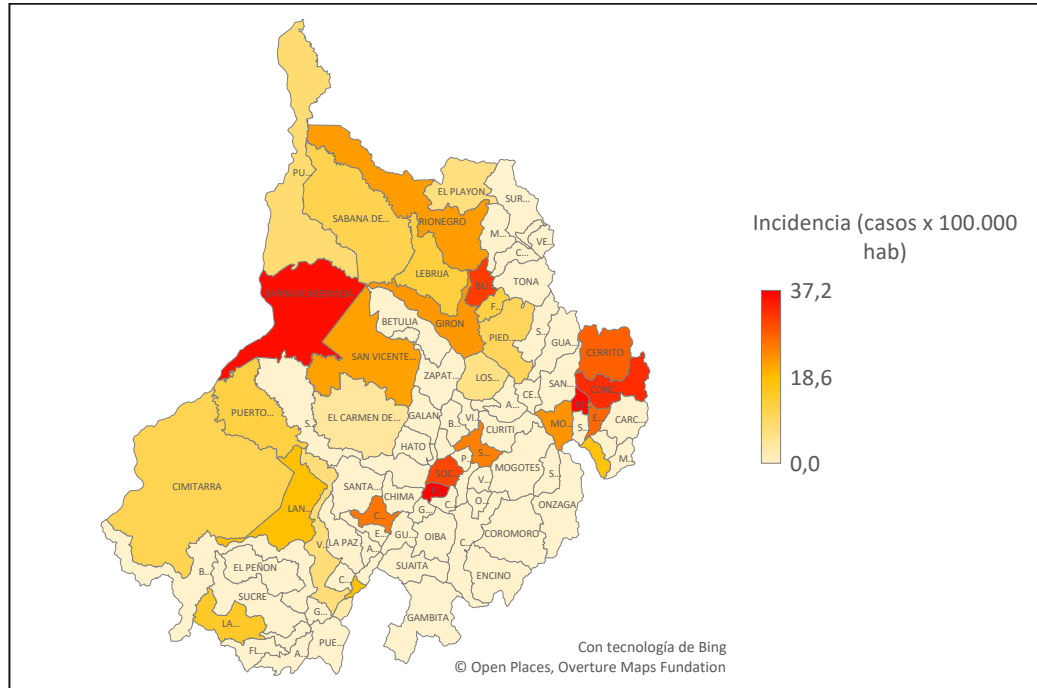 PU...
EL PLAYON
SUR...
SABANA DE...
RIONEGRO
M...
VE...
C...
LEBRIJA
TONA
BU...
BARRANCABERMEJA
F...
BETULIA
GIRON
PIED...
S...
GUA...
CERRITO
SAN VICENTE...
ZAPAT...
LOS...
SAN...
CONC...
CE...
PUERTO...
EL CARMEN DE...
GALAN
A...
S...
B...
VI...
CURITI
MO...
S...
E...
CARC...
HATO
P...
S...
M...
SOC...
MOGOTES
CIMITARRA
SANTA...
CHIMA
V...
S...
LAN...
C...
G...
C...
O...
ONZAGA
V...
LA PAZ
E...
GU...
OIBA
C...
COROMORO
A...
B...
EL PEÑON
C...
SUAITA
ENCINO
SUCRE
G...
GAMBITA
LA...
FL...
A...
PUE...
Incidencia (casos x 100.000
hab)
37,2
18,6
0,0
Con tecnología de Bing
© Open Places, Overture Maps Fundation